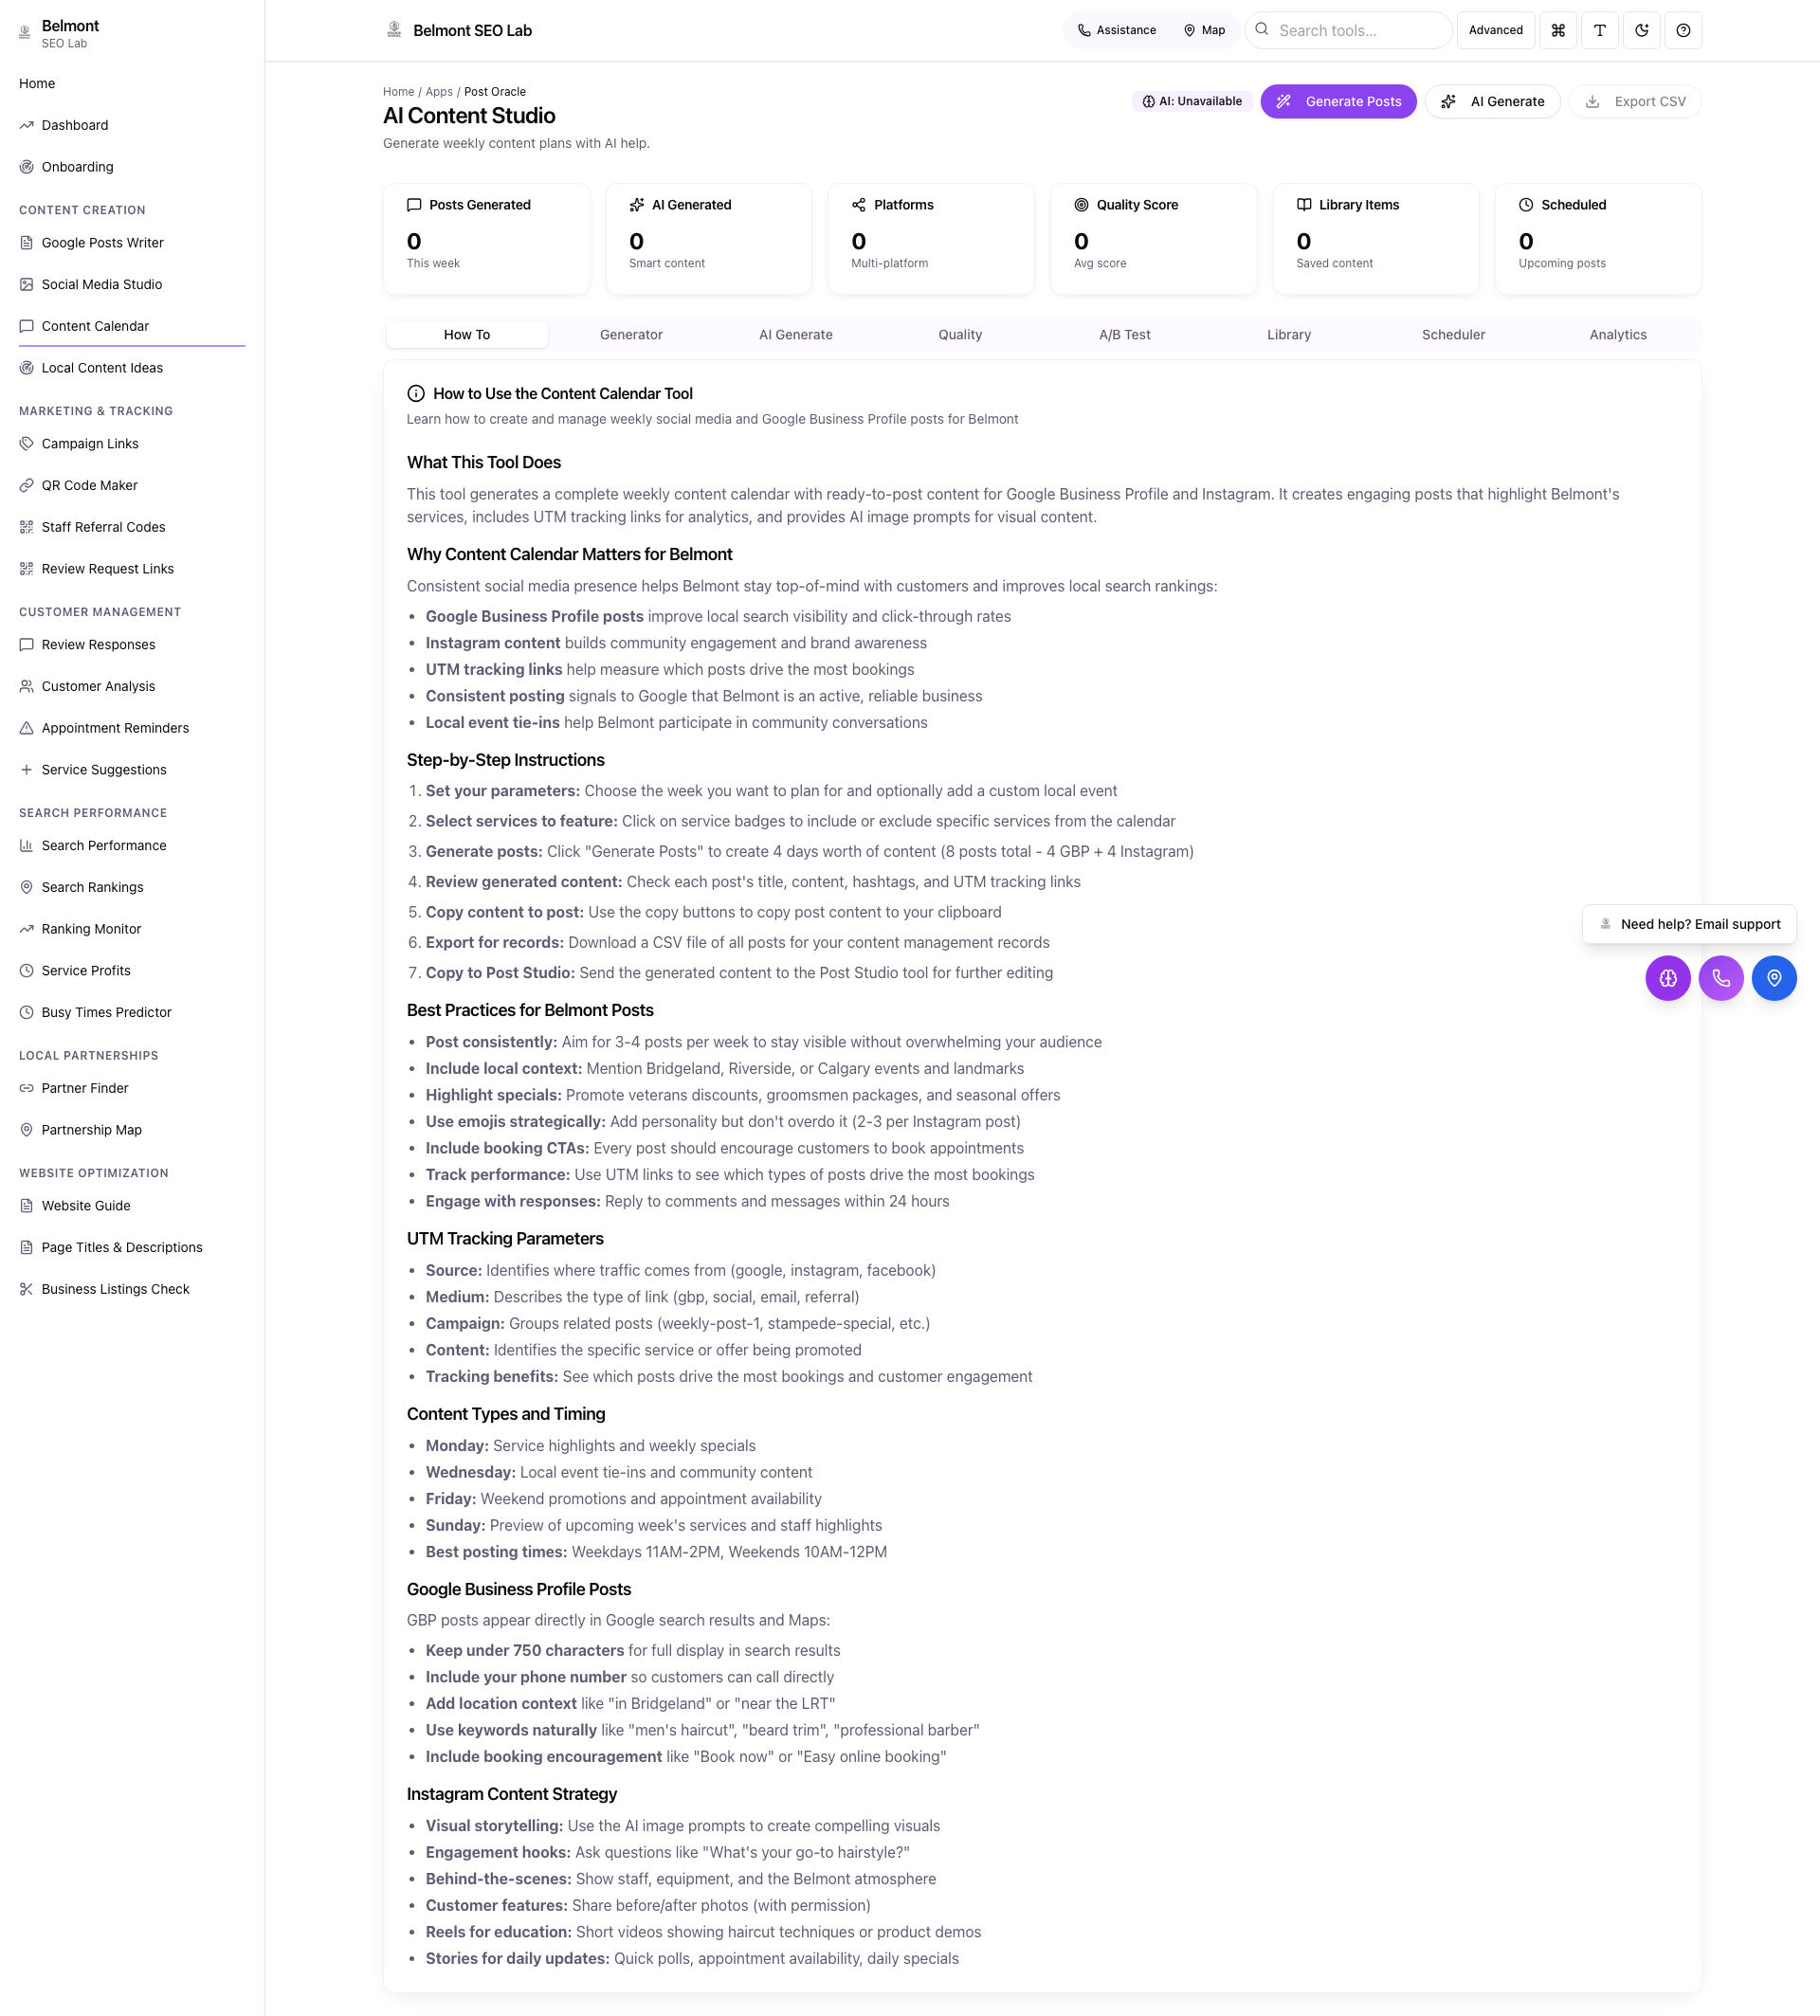 Belmont
SEO Lab
Home
Dashboard
Onboarding
CONTENT CREATION
Google Posts Writer
Social Media Studio
Content Calendar
Local Content Ideas
MARKETING & TRACKING
Campaign Links
QR Code Maker
Staff Referral Codes
Review Request Links
CUSTOMER MANAGEMENT
Review Responses
Customer Analysis
Appointment Reminders
Service Suggestions
SEARCH PERFORMANCE
Search Performance
Search Rankings
Ranking Monitor
Service Profits
Busy Times Predictor
LOCAL PARTNERSHIPS
Partner Finder
Partnership Map
WEBSITE OPTIMIZATION
Website Guide
Page Titles & Descriptions
Business Listings Check
Belmont SEO Lab
Assistance
Map
Search tools...
Advanced
Home / Apps / Post Oracle
AI Content Studio
Generate weekly content plans with AI help.
AI: Unavailable
Generate Posts
AI Generate
Export CSV
Posts Generated
0
This week
AI Generated
0
Smart content
Platforms
0
Multi-platform
Quality Score
0
Avg score
Library Items
0
Saved content
Scheduled
0
Upcoming posts
How To
Generator
AI Generate
Quality
A/B Test
Library
Scheduler
Analytics
How to Use the Content Calendar Tool
Learn how to create and manage weekly social media and Google Business Profile posts for Belmont
What This Tool Does
This tool generates a complete weekly content calendar with ready-to-post content for Google Business Profile and Instagram. It creates engaging posts that highlight Belmont's
services, includes UTM tracking links for analytics, and provides AI image prompts for visual content.
Why Content Calendar Matters for Belmont
Consistent social media presence helps Belmont stay top-of-mind with customers and improves local search rankings:
• Google Business Profile posts improve local search visibility and click-through rates
• Instagram content builds community engagement and brand awareness
• UTM tracking links help measure which posts drive the most bookings
• Consistent posting signals to Google that Belmont is an active, reliable business
• Local event tie-ins help Belmont participate in community conversations
Step-by-Step Instructions
1. Set your parameters: Choose the week you want to plan for and optionally add a custom local event
2. Select services to feature: Click on service badges to include or exclude specific services from the calendar
3. Generate posts: Click "Generate Posts" to create 4 days worth of content (8 posts total - 4 GBP + 4 Instagram)
4. Review generated content: Check each post's title, content, hashtags, and UTM tracking links
5. Copy content to post: Use the copy buttons to copy post content to your clipboard
6. Export for records: Download a CSV file of all posts for your content management records
7. Copy to Post Studio: Send the generated content to the Post Studio tool for further editing
Best Practices for Belmont Posts
• Post consistently: Aim for 3-4 posts per week to stay visible without overwhelming your audience
• Include local context: Mention Bridgeland, Riverside, or Calgary events and landmarks
• Highlight specials: Promote veterans discounts, groomsmen packages, and seasonal offers
• Use emojis strategically: Add personality but don't overdo it (2-3 per Instagram post)
• Include booking CTAs: Every post should encourage customers to book appointments
• Track performance: Use UTM links to see which types of posts drive the most bookings
• Engage with responses: Reply to comments and messages within 24 hours
UTM Tracking Parameters
• Source: Identifies where traffic comes from (google, instagram, facebook)
• Medium: Describes the type of link (gbp, social, email, referral)
• Campaign: Groups related posts (weekly-post-1, stampede-special, etc.)
• Content: Identifies the specific service or offer being promoted
• Tracking benefits: See which posts drive the most bookings and customer engagement
Content Types and Timing
• Monday: Service highlights and weekly specials
• Wednesday: Local event tie-ins and community content
• Friday: Weekend promotions and appointment availability
• Sunday: Preview of upcoming week's services and staff highlights
• Best posting times: Weekdays 11AM-2PM, Weekends 10AM-12PM
Google Business Profile Posts
GBP posts appear directly in Google search results and Maps:
• Keep under 750 characters for full display in search results
• Include your phone number so customers can call directly
• Add location context like "in Bridgeland" or "near the LRT"
• Use keywords naturally like "men's haircut", "beard trim", "professional barber"
• Include booking encouragement like "Book now" or "Easy online booking"
Instagram Content Strategy
• Visual storytelling: Use the AI image prompts to create compelling visuals
• Engagement hooks: Ask questions like "What's your go-to hairstyle?"
• Behind-the-scenes: Show staff, equipment, and the Belmont atmosphere
• Customer features: Share before/after photos (with permission)
• Reels for education: Short videos showing haircut techniques or product demos
• Stories for daily updates: Quick polls, appointment availability, daily specials
Need help? Email support